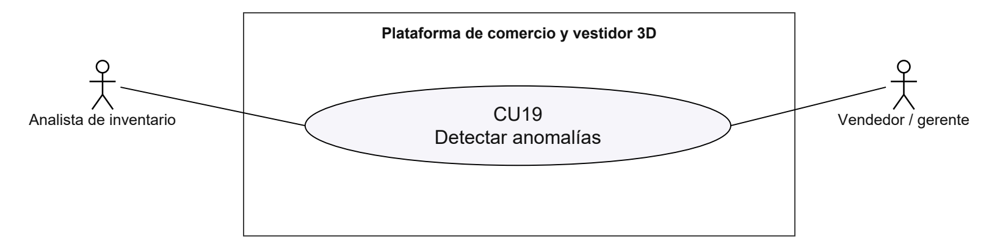 Plataforma de comercio y vestidor 3D
Analista de inventario
CU19
Detectar anomalías
Vendedor / gerente